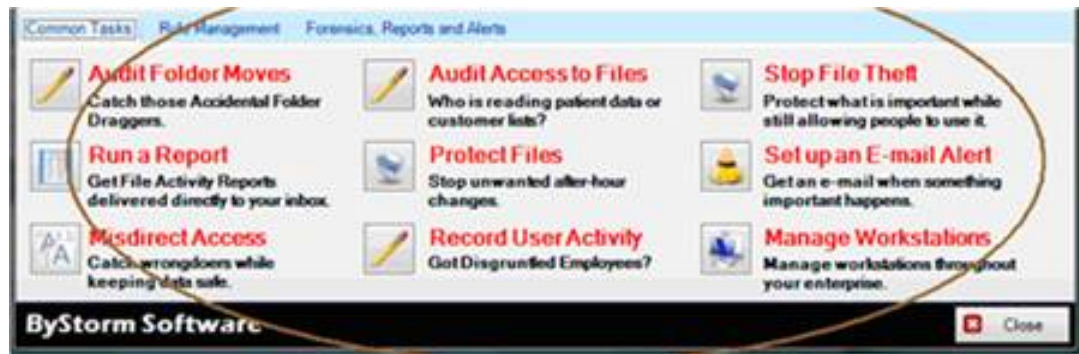 Common Tasks Rule Management Forensics, Reports and Alerts
Audit Folder Moves
Catch those Accidental Folder
Draggers.
Audit Access to Files
Who is reading patient data or
customer lists?
Stop File Theft
Protect what is important while
still allowing people to use it.
Run a Report
Get File Activity Reports
delivered directly to your inbox.
Protect Files
Stop unwanted after-hour
changes.
Set up an E-mail Alert
Get an e-mail when something
important happens.
Misdirect Access
Catch wrongdoers while
keeping data safe.
Record User Activity
Got Disgruntled Employees?
Manage Workstations
Manage workstations throughout
your enterprise.
ByStorm Software
Close